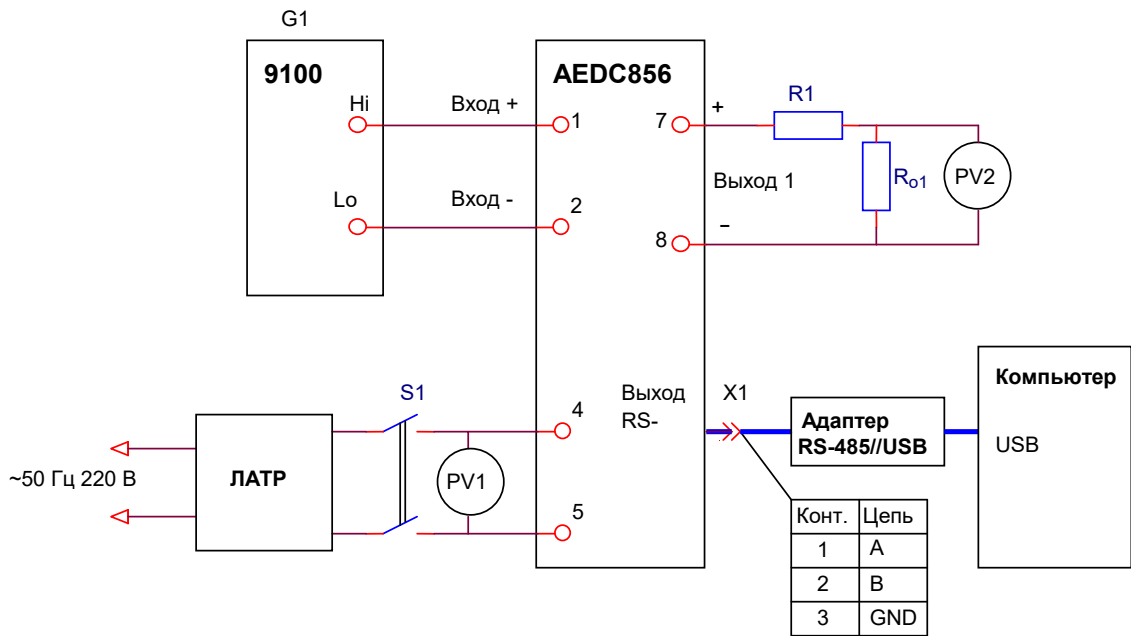 G1
9100
Hi
Lo
Вход +
Вход -
AEDC856
1
2
7
8
+
Выход 1
−
R1
Ro1
PV2
~50 Гц 220 В
ЛАТР
S1
PV1
4
5
Выход
RS-
X1
Адаптер
RS-485//USB
Компьютер
USB
Конт. Цепь
1 A
2 B
3 GND